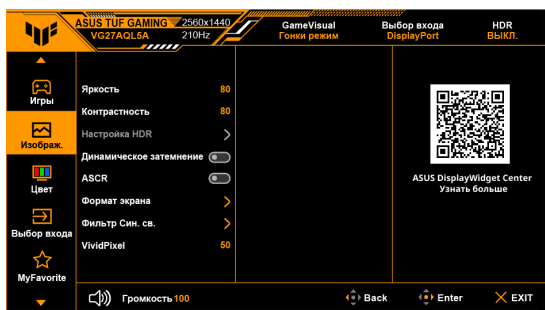 ASUS TUF GAMING 2560x1440
VG27AQL5A 210Hz
GameVisual
Гонки режим
Выбор входа
DisplayPort
HDR
ВЫКЛ.
Игры
Изображ.
Цвет
Выбор входа
MyFavorite
Яркость 80
Контрастность 80
Настройка HDR
Динамическое затемнение
ASCR
Формат экрана
Фильтр Син. св.
VividPixel 50
ASUS DisplayWidget Center
Узнать больше
Громкость 100
Back
Enter
EXIT